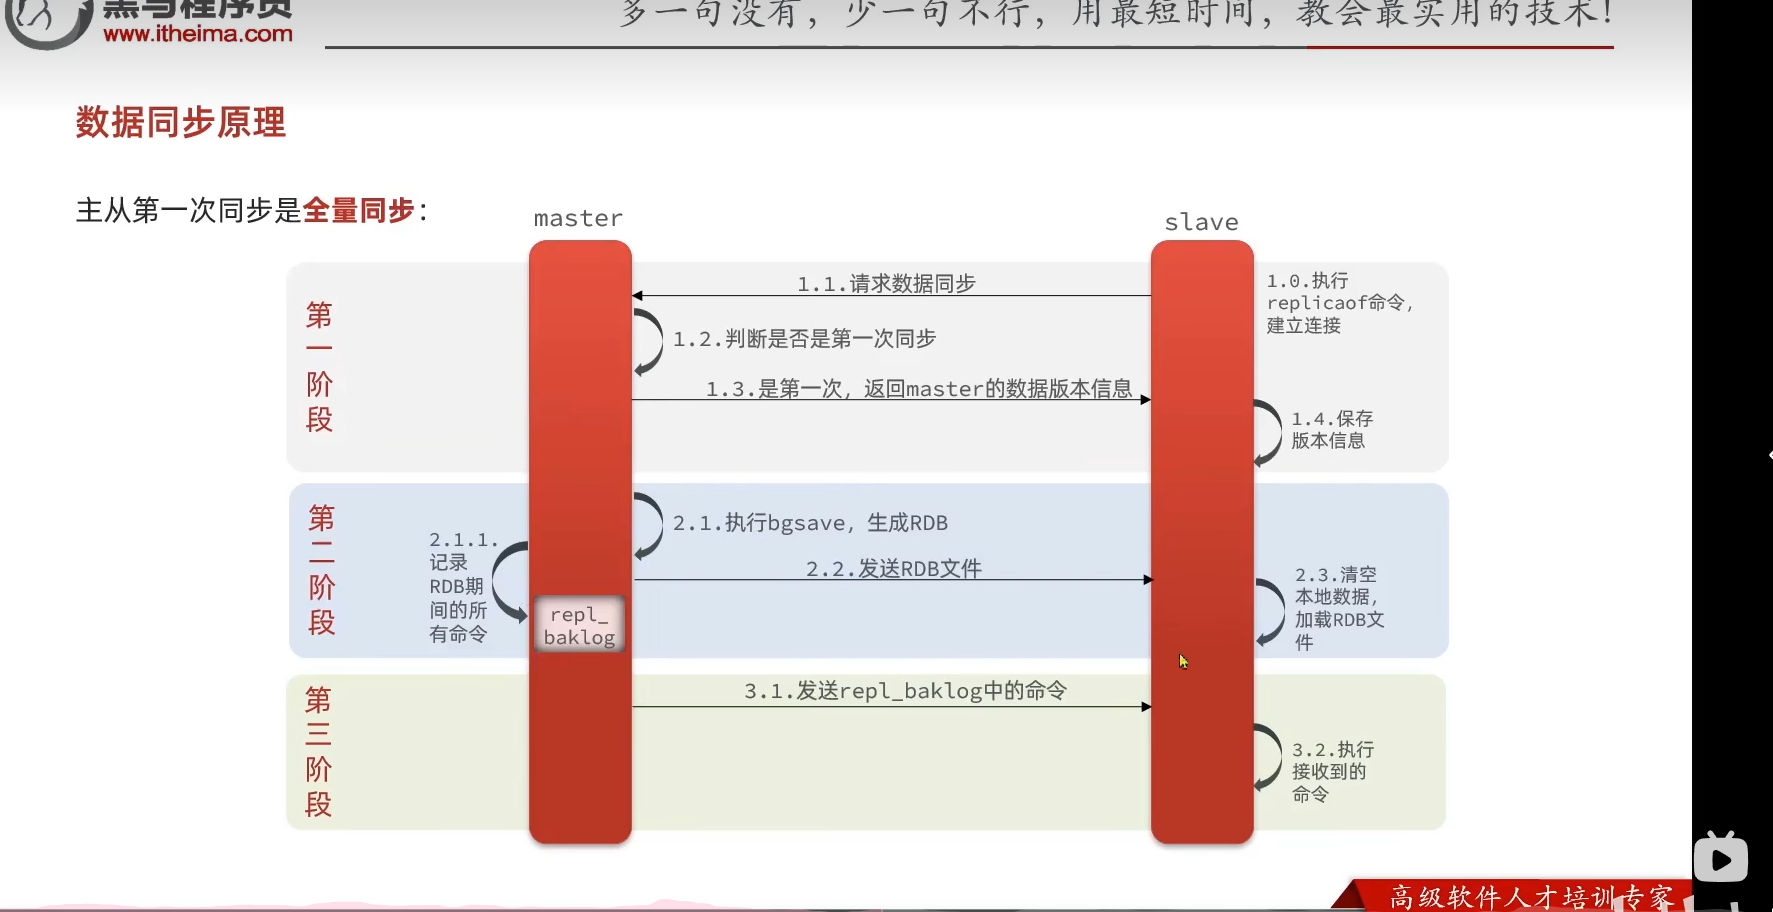 黑马程序员
www.itheima.com
多一句没有，少一句不行，用最短时间，教会最实用的技术！
数据同步原理
主从第一次同步是全量同步：
master
slave
第一阶段
1.0.执行
replicaof命令，
建立连接
1.1.请求数据同步
1.2.判断是否是第一次同步
1.3.是第一次，返回master的数据版本信息
1.4.保存
版本信息
第二阶段
2.1.执行bgsave，生成RDB
2.1.1.
记录
RDB期
间的所
有命令
repl_
baklog
2.2.发送RDB文件
2.3.清空
本地数据，
加载RDB文
件
第三阶段
3.1.发送repl_baklog中的命令
3.2.执行
接收到的
命令
高级软件人才培训专家